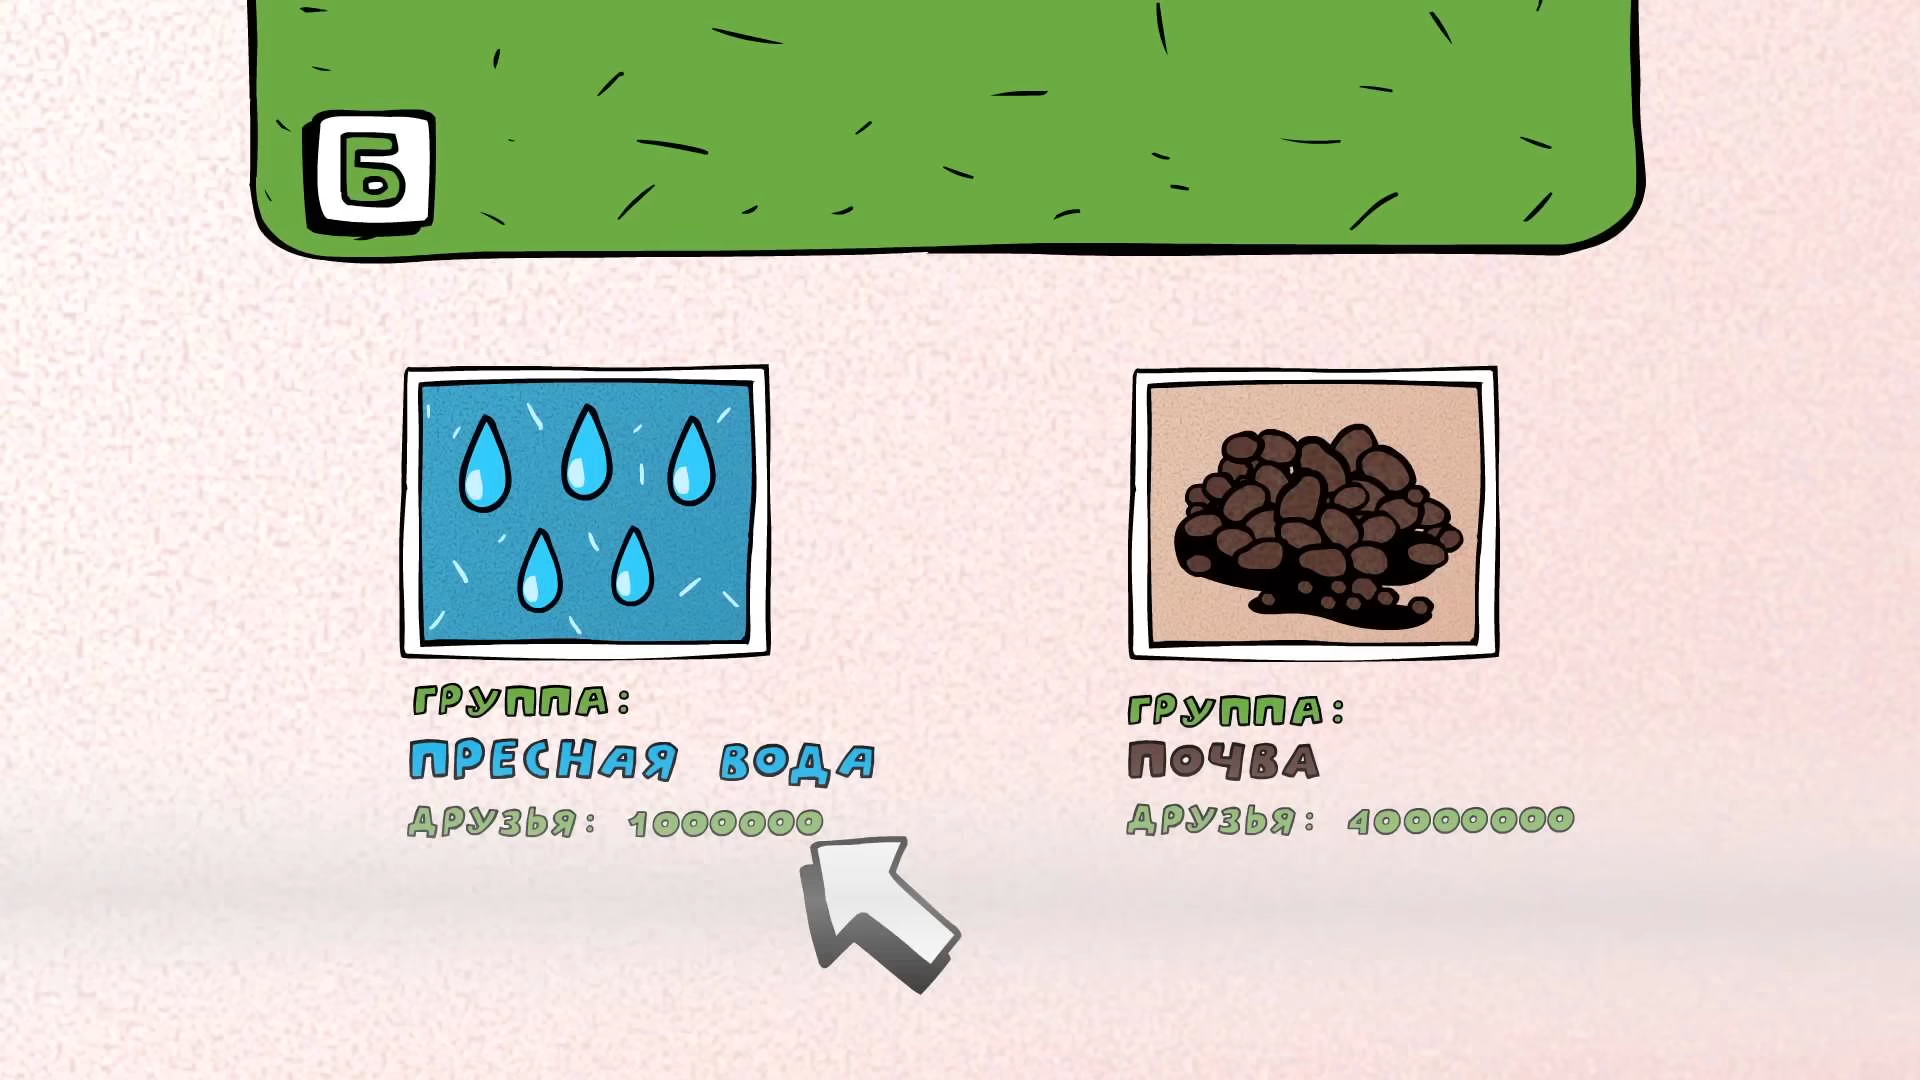 Б
ГРУППА:
ПРЕСНАЯ ВОДА
ДРУЗЬЯ: 1000000
ГРУППА:
ПОЧВА
ДРУЗЬЯ: 40000000